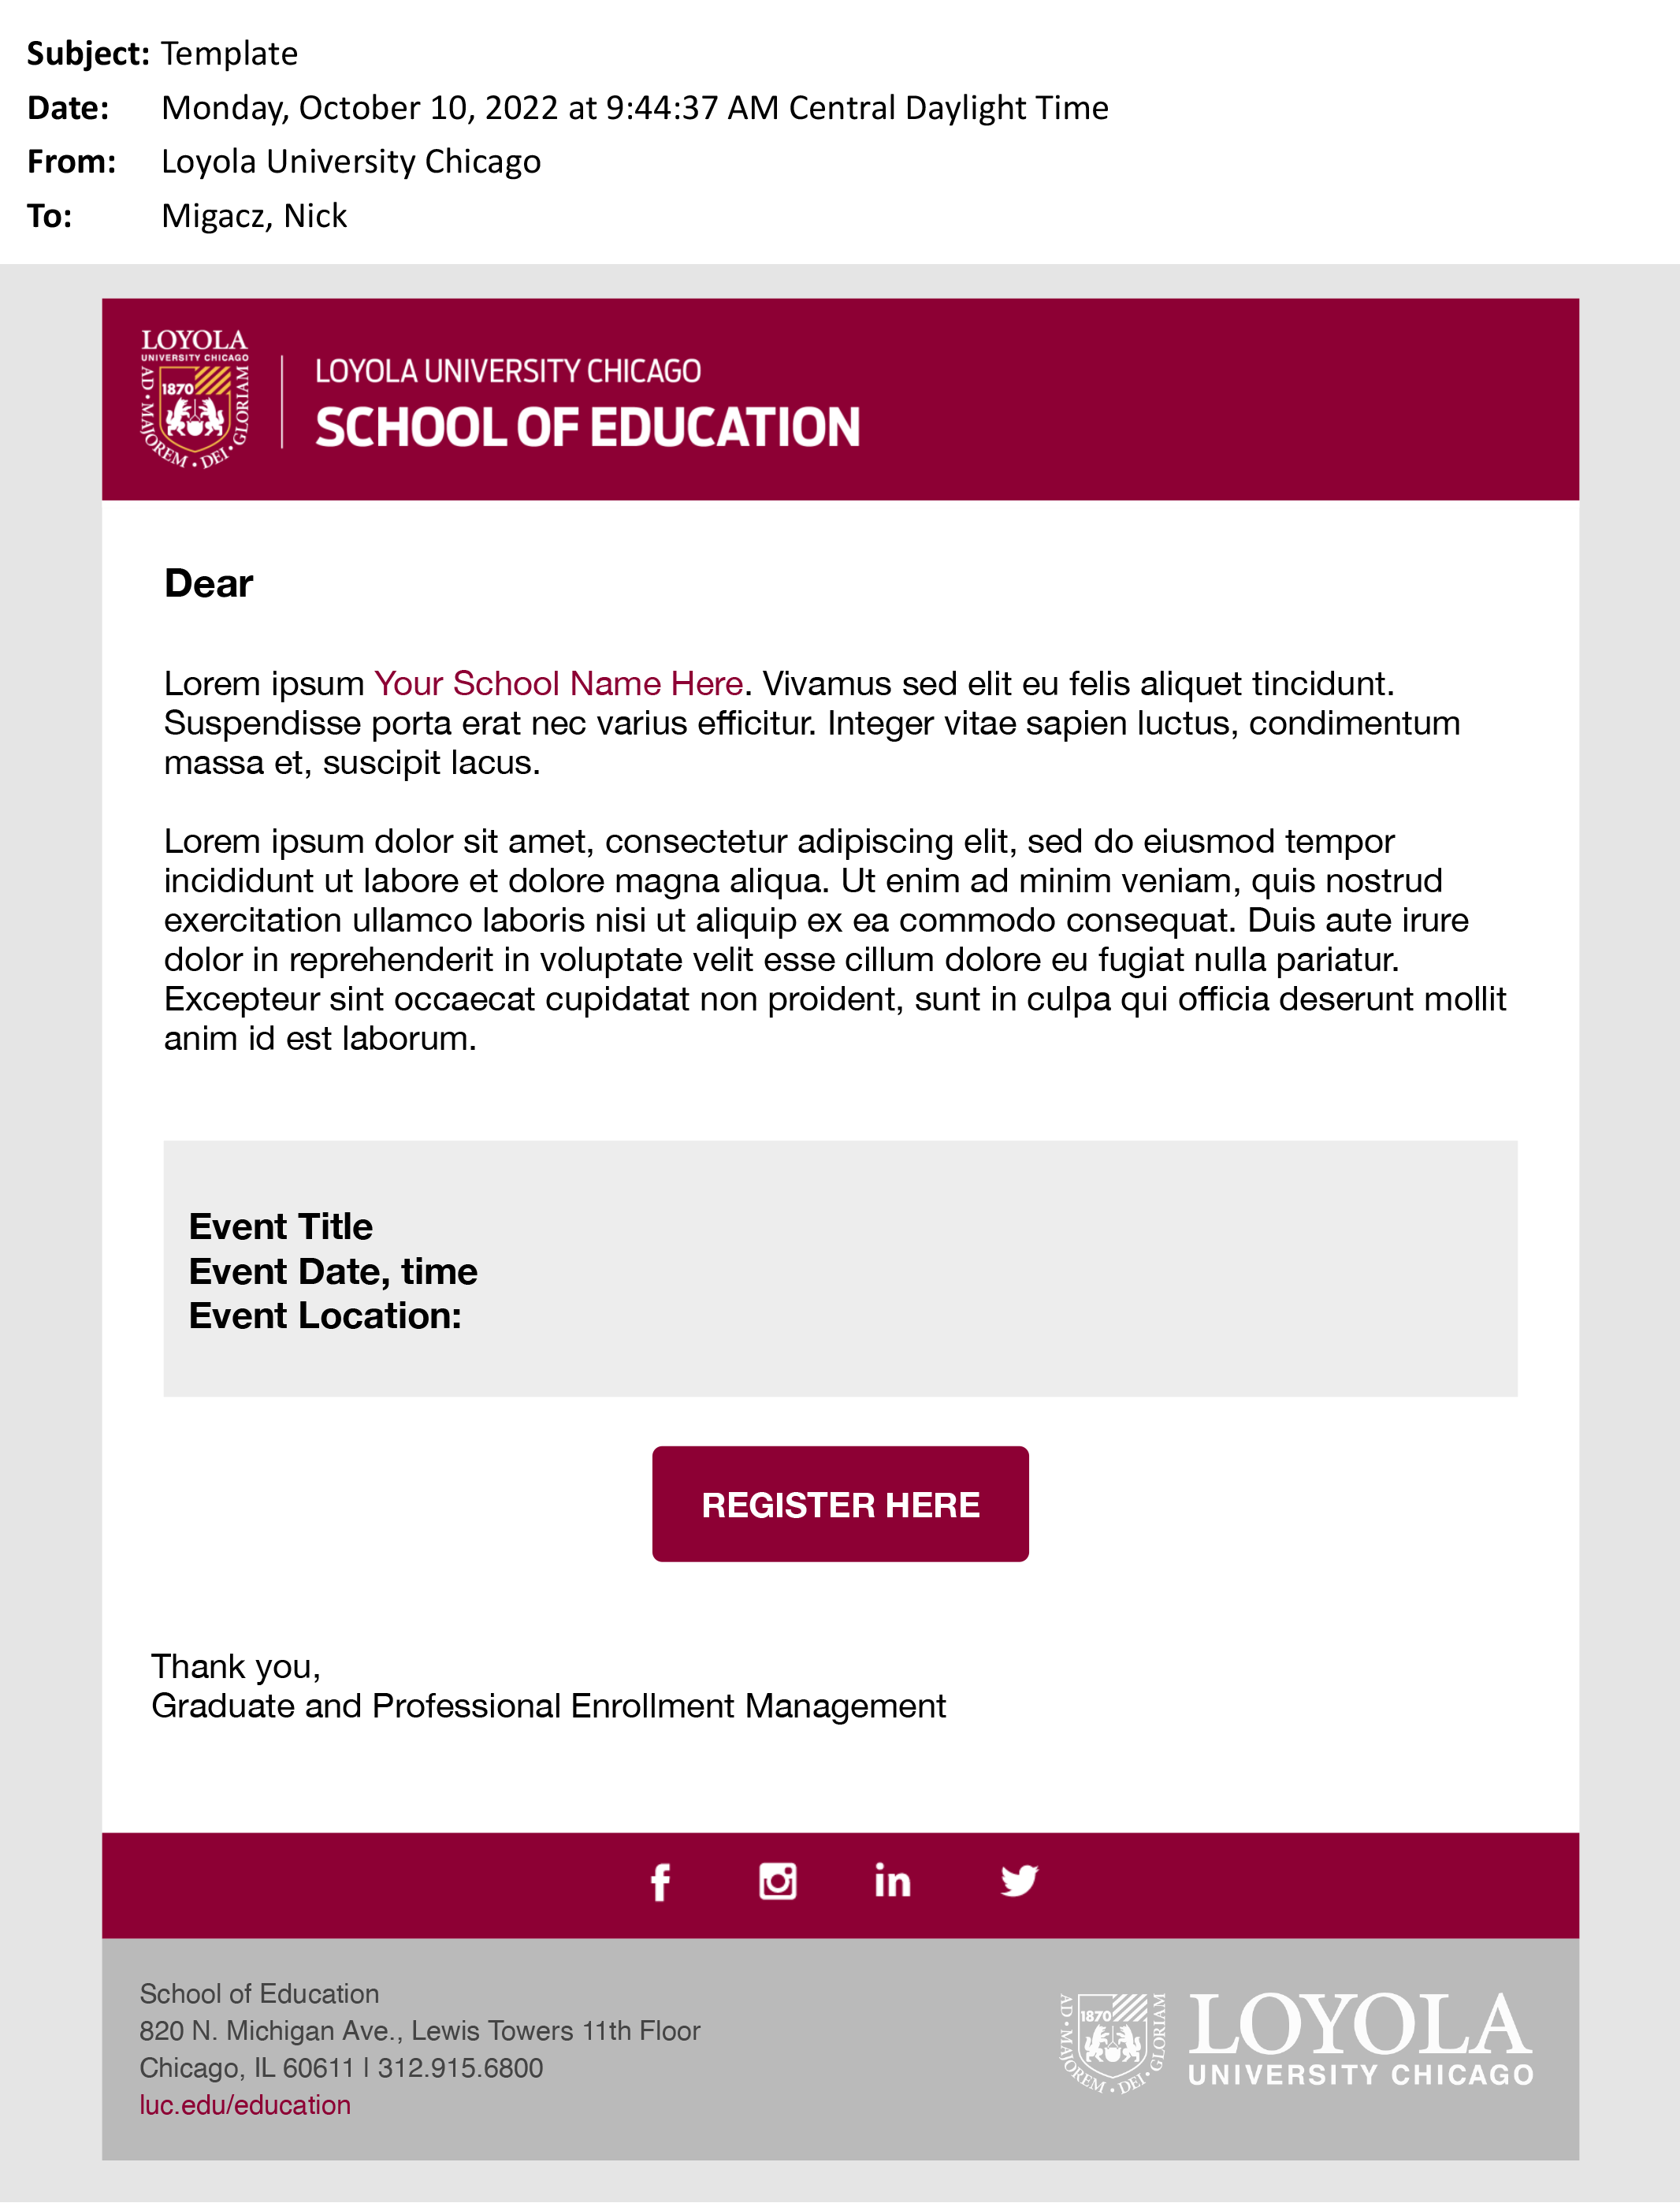 Subject: Template
Date: Monday, October 10, 2022 at 9:44:37 AM Central Daylight Time
From: Loyola University Chicago
To: Migacz, Nick
LOYOLA
UNIVERSITY CHICAGO
1870
AD • MAJOREM • DEI • GLORIAM
LOYOLA UNIVERSITY CHICAGO
SCHOOL OF EDUCATION
Dear
Lorem ipsum Your School Name Here. Vivamus sed elit eu felis aliquet tincidunt.
Suspendisse porta erat nec varius efficitur. Integer vitae sapien luctus, condimentum
massa et, suscipit lacus.
Lorem ipsum dolor sit amet, consectetur adipiscing elit, sed do eiusmod tempor
incididunt ut labore et dolore magna aliqua. Ut enim ad minim veniam, quis nostrud
exercitation ullamco laboris nisi ut aliquip ex ea commodo consequat. Duis aute irure
dolor in reprehenderit in voluptate velit esse cillum dolore eu fugiat nulla pariatur.
Excepteur sint occaecat cupidatat non proident, sunt in culpa qui officia deserunt mollit
anim id est laborum.
Event Title
Event Date, time
Event Location:
REGISTER HERE
Thank you,
Graduate and Professional Enrollment Management
School of Education
820 N. Michigan Ave., Lewis Towers 11th Floor
Chicago, IL 60611 | 312.915.6800
luc.edu/education
1870
AD • MAJOREM • DEI • GLORIAM
LOYOLA
UNIVERSITY CHICAGO